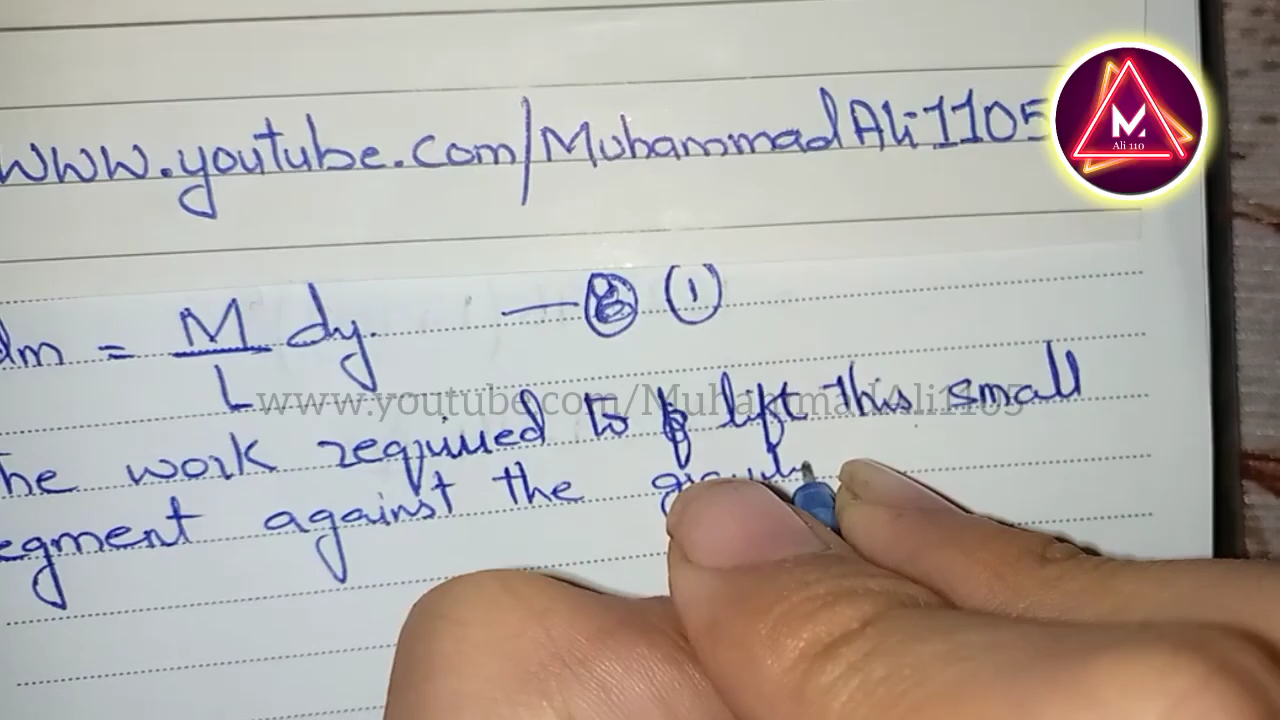 www.youtube.com/MuhammadAli1105
M
Ali 110
dm = M/L dy. — ①
www.youtube.com/MuhammadAli1105
he work required to lift this small
egment against the